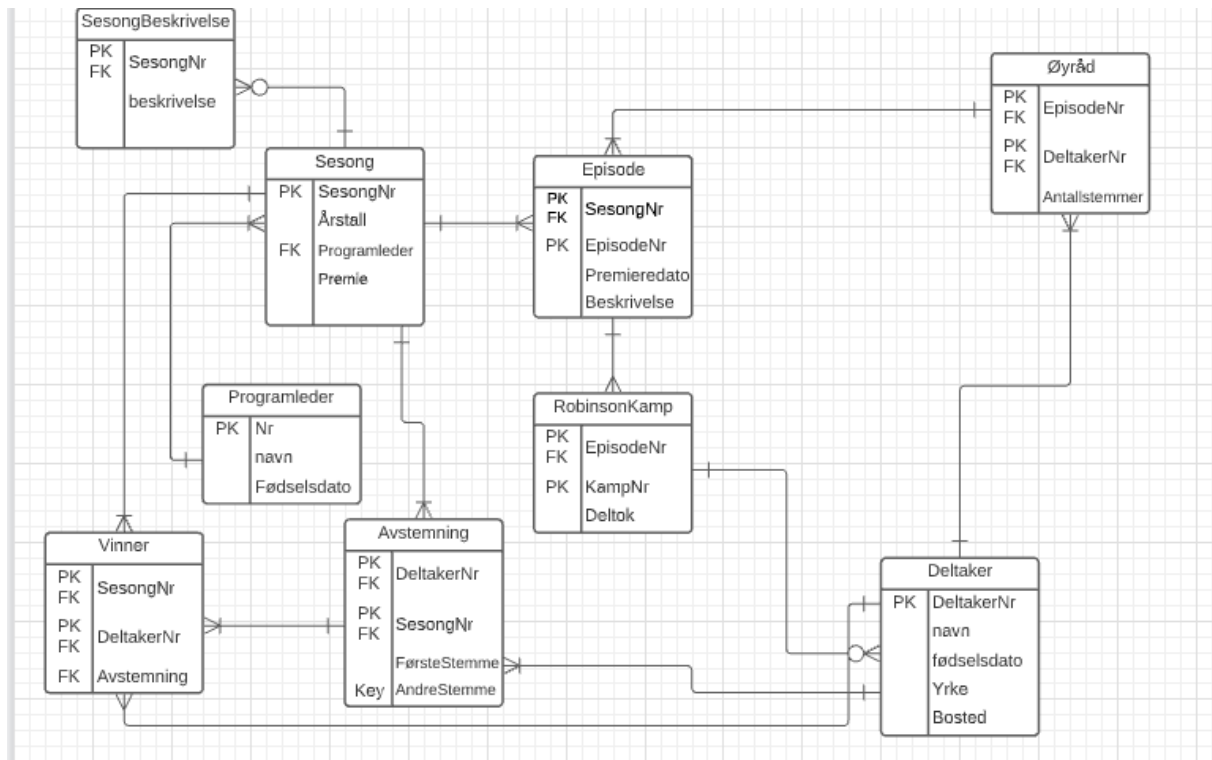 SesongBeskrivelse
PK
FK
SesongNr
beskrivelse
Øyråd
PK
FK
EpisodeNr
PK
FK
DeltakerNr
Antallstemmer
Sesong
PK SesongNr
Årstall
FK Programleder
Premie
Episode
PK
FK
SesongNr
PK EpisodeNr
Premieredato
Beskrivelse
Programleder
PK Nr
navn
Fødselsdato
RobinsonKamp
PK
FK
EpisodeNr
PK KampNr
Deltok
Vinner
PK
FK
SesongNr
PK
FK
DeltakerNr
FK Avstemning
Avstemning
PK
FK
DeltakerNr
PK
FK
SesongNr
FørsteStemme
Key AndreStemme
Deltaker
PK DeltakerNr
navn
fødselsdato
Yrke
Bosted